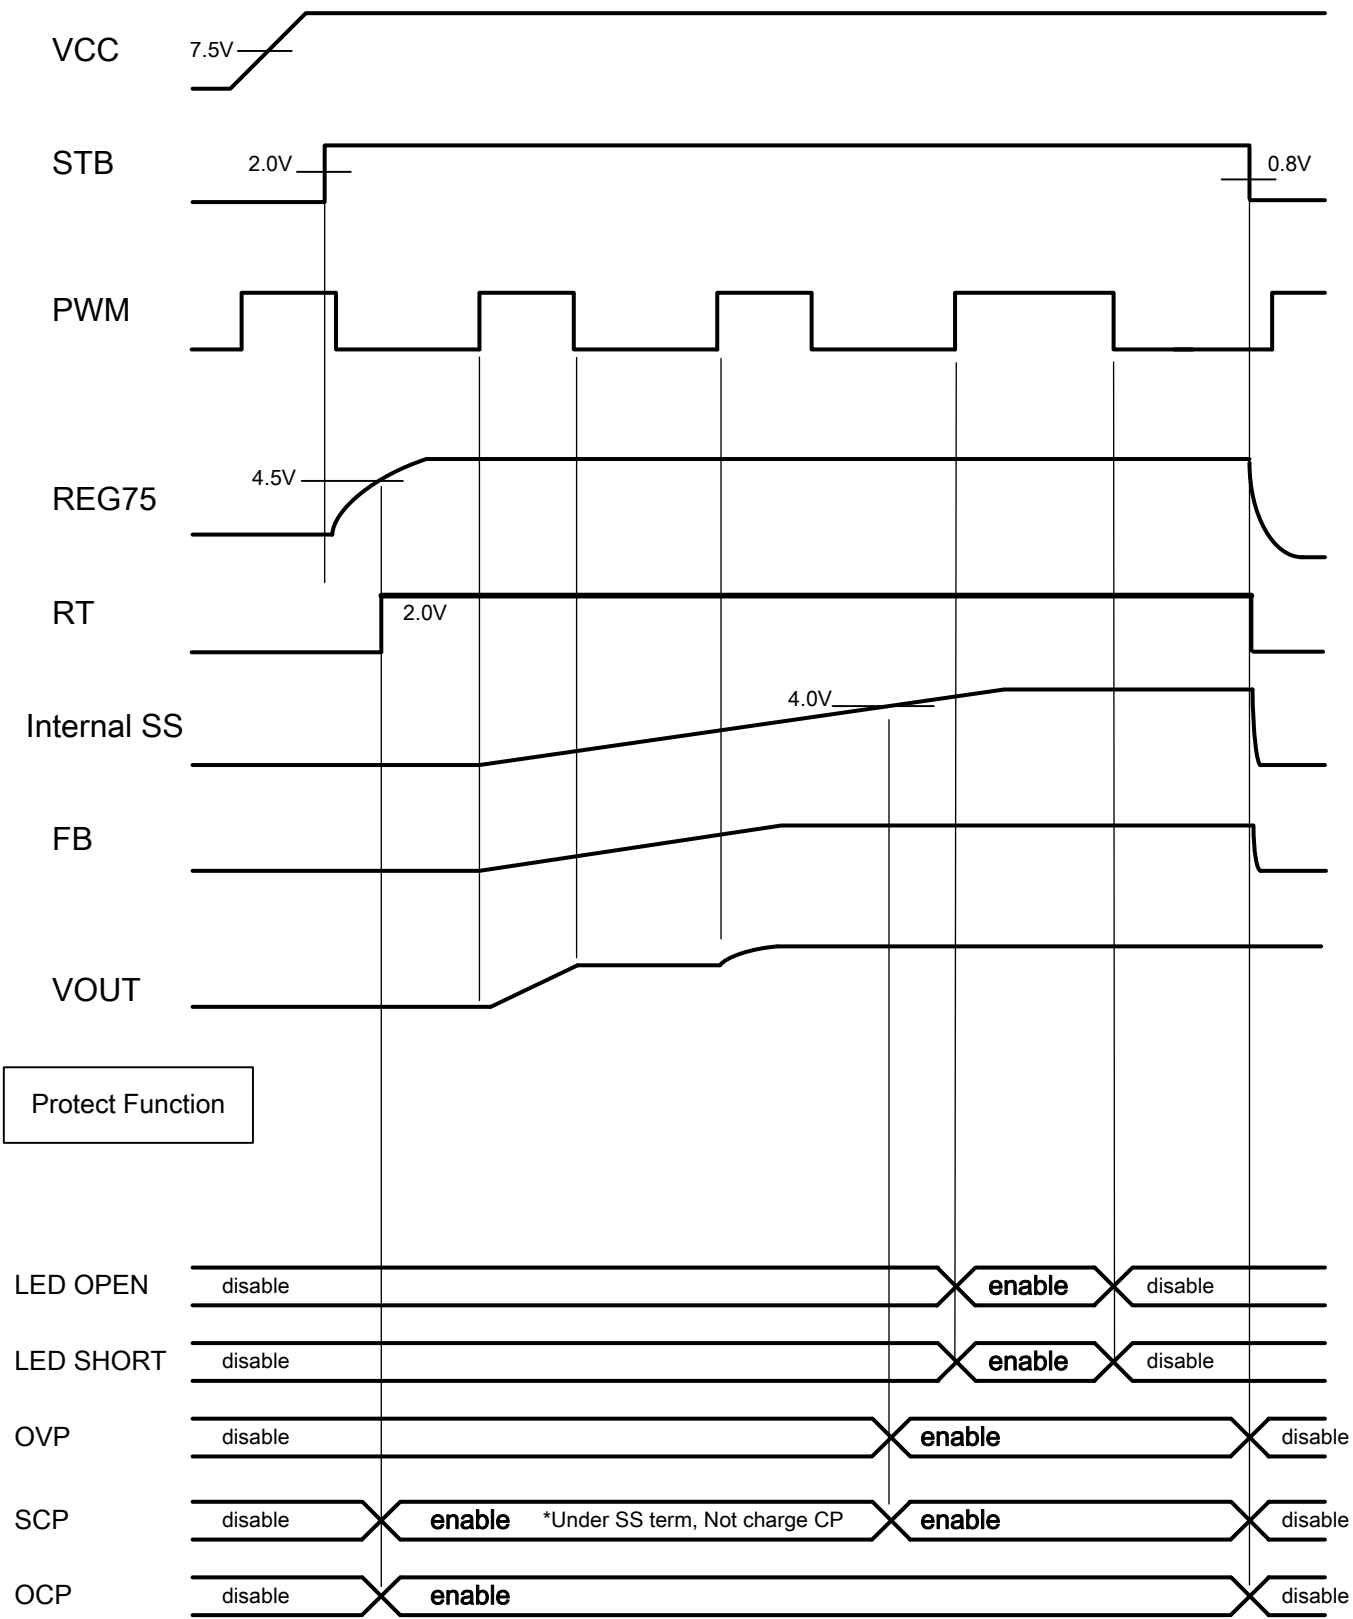 VCC
7.5V
STB
2.0V
0.8V
PWM
REG75
4.5V
RT
2.0V
Internal SS
4.0V
FB
VOUT
Protect Function
LED OPEN
disable
enable
disable
LED SHORT
disable
enable
disable
OVP
disable
enable
disable
SCP
disable
enable
*Under SS term, Not charge CP
enable
disable
OCP
disable
enable
disable